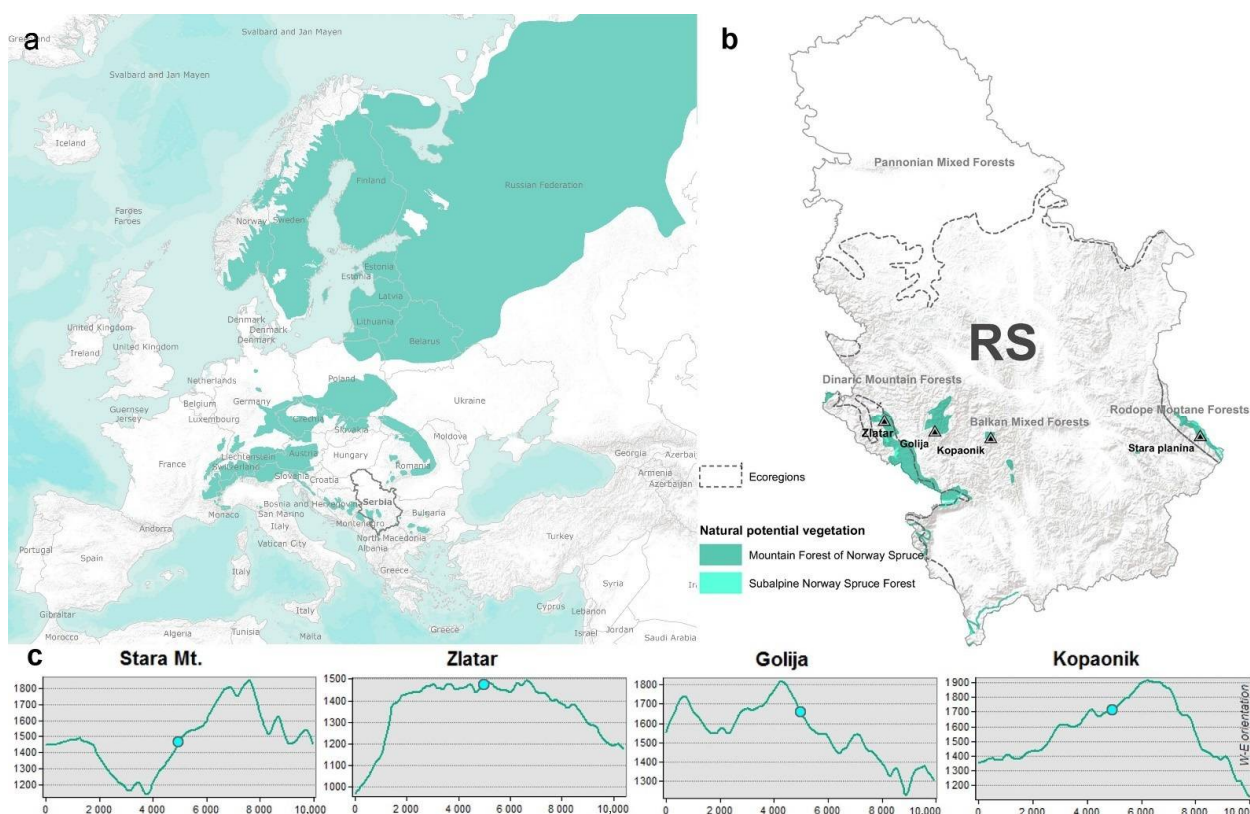 a
Greenland
Svalbard and Jan Mayen
Svalbard and Jan Mayen
Iceland
Faroes
Faroes
Finland
Russian Federation
Norway
Sweden
Estonia
Estonia
Latvia
Lithuania
Belarus
Denmark
Denmark
Denmark
United Kingdom
Ireland
United Kingdom
Netherlands
Belgium
Luxembourg
Germany
Poland
Guernsey
Jersey
Czechia
Slovakia
Ukraine
Moldova
France
Liechtenstein
Switzerland
Austria
Hungary
Slovenia
Croatia
Romania
Bosnia and Herzegovina
San Marino
Serbia
Monaco
Italy
Montenegro
Bulgaria
Andorra
Vatican City
North Macedonia
Albania
Portugal
Spain
Italy
Greece
Turkey
Georgia
Armenia
Azerbaijan
Gibraltar
Morocco
Algeria
Tunisia
Italy
Malta
Greece
Cyprus
Syria
Lebanon
Israel
Jordan
Saudi Arabia
b
Pannonian Mixed Forests
RS
Dinaric Mountain Forests
Rodope Montane Forests
Balkan Mixed Forests
Zlatar
Golija
Kopaonik
Stara planina
Ecoregions
Natural potential vegetation
Mountain Forest of Norway Spruce
Subalpine Norway Spruce Forest
c
Stara Mt.
1800
1700
1600
1500
1400
1300
1200
0 2 000 4 000 6 000 8 000 10,000
Zlatar
1500
1400
1300
1200
1100
1000
0 2 000 4 000 6 000 8 000 10,000
Golija
1800
1700
1600
1500
1400
1300
0 2 000 4 000 6 000 8 000 10,000
Kopaonik
1900
1800
1700
1600
1500
1400
1300
1200
0 2 000 4 000 6 000 8 000 10,000
W-E orientation